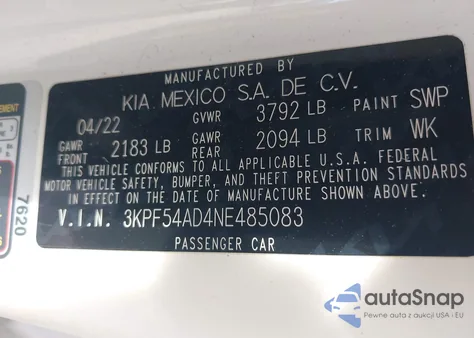 MANUFACTURED BY
KIA MEXICO S.A. DE C.V.
04/22 GVWR 3792 LB PAINT SWP
GAWR FRONT 2183 LB GAWR REAR 2094 LB TRIM WK
THIS VEHICLE CONFORMS TO ALL APPLICABLE U.S.A. FEDERAL
MOTOR VEHICLE SAFETY, BUMPER, AND THEFT PREVENTION STANDARDS
IN EFFECT ON THE DATE OF MANUFACTURE SHOWN ABOVE.
V.I.N. 3KPF54AD4NE485083
PASSENGER CAR
7620
autoSnap
Pewne auta z aukcji USA i EU